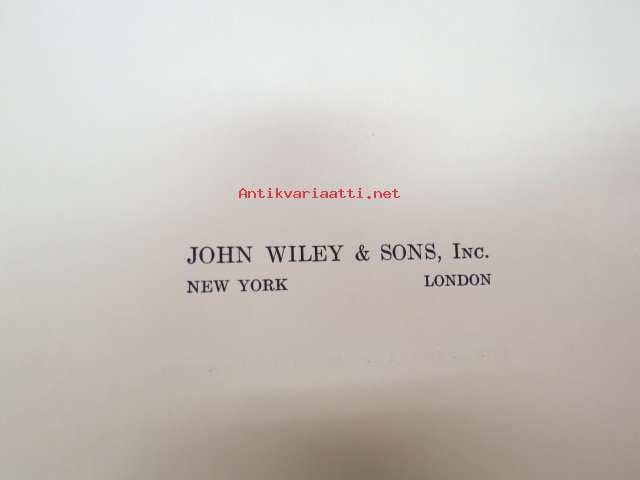 Antikvariaatti.net
JOHN WILEY & SONS, INC.
NEW YORK LONDON